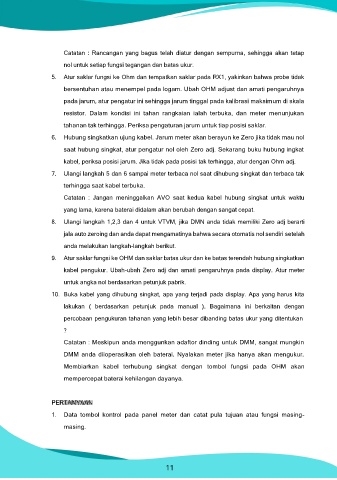 Catatan : Rancangan yang bagus telah diatur dengan sempurna, sehingga akan tetap
nol untuk setiap fungsi tegangan dan batas ukur.
5. Atur saklar fungsi ke Ohm dan tempatkan saklar pada RX1, yakinkan bahwa probe tidak
bersentuhan atau menempel pada logam. Ubah OHM adjust dan amati pengaruhnya
pada jarum, atur pengatur ini sehingga jarum tinggal pada kalibrasi maksimum di skala
resistor. Dalam kondisi ini tahan rangkaian ialah terbuka, dan meter menunjukan
tahanan tak terhingga. Periksa pengaturan jarum untuk tiap posisi saklar.
6. Hubung singkatkan ujung kabel. Jarum meter akan berayun ke Zero jika tidak mau nol
saat hubung singkat, atur pengatur nol oleh Zero adj. Sekarang buku hubung ingkat
kabel, periksa posisi jarum. Jika tidak pada posisi tak terhingga, atur dengan Ohm adj.
7. Ulangi langkah 5 dan 6 sampai meter terbaca nol saat dihubung singkat dan terbaca tak
terhingga saat kabel terbuka.
Catatan : Jangan meninggalkan AVO saat kedua kabel hubung singkat untuk waktu
yang lama, karena baterai didalam akan berubah dengan sangat cepat.
8. Ulangi langkah 1,2,3 dan 4 untuk VTVM, jika DMN anda tidak memiliki Zero adj berarti
jala auto zeroing dan anda dapat mengamatinya bahwa secara otomatis nol sendiri setelah
anda melakukan langkah-langkah berikut.
9. Atur saklar fungsi ke OHM dan saklar batas ukur dan ke batas terendah hubung singkatkan
kabel pengukur. Ubah-ubah Zero adj dan amati pengaruhnya pada display. Atur meter
untuk angka nol berdasarkan petunjuk pabrik.
10. Buka kabel yang dihubung singkat, apa yang terjadi pada display. Apa yang harus kita
lakukan ( berdasarkan petunjuk pada manual ). Bagaimana ini berkaitan dengan
percobaan pengukuran tahanan yang lebih besar dibanding batas ukur yang ditentukan
?
Catatan : Meskipun anda menggunkan adaftor dinding untuk DMM, sangat mungkin
DMM anda dioperasikan oleh baterai. Nyalakan meter jika hanya akan mengukur.
Membiarkan kabel terhubung singkat dengan tombol fungsi pada OHM akan
mempercepat baterai kehilangan dayanya.
PERTANYAAN
1. Data tombol kontrol pada panel meter dan catat pula tujuan atau fungsi masing-
masing.
11